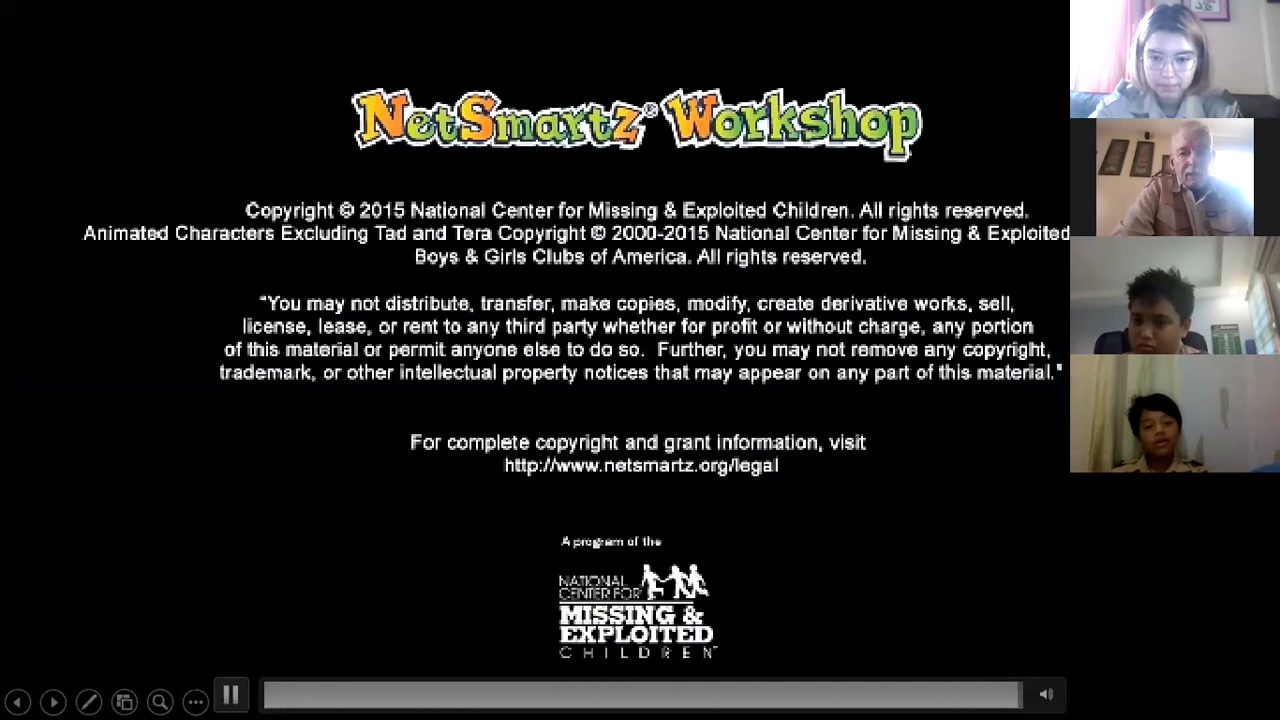 NetSmartz® Workshop
Copyright © 2015 National Center for Missing & Exploited Children. All rights reserved.
Animated Characters Excluding Tad and Tera Copyright © 2000-2015 National Center for Missing & Exploited
Boys & Girls Clubs of America. All rights reserved.
"You may not distribute, transfer, make copies, modify, create derivative works, sell,
license, lease, or rent to any third party whether for profit or without charge, any portion
of this material or permit anyone else to do so. Further, you may not remove any copyright,
trademark, or other intellectual property notices that may appear on any part of this material."
For complete copyright and grant information, visit
http://www.netsmartz.org/legal
A program of the
NATIONAL
CENTER FOR
MISSING &
EXPLOITED
CHILDREN